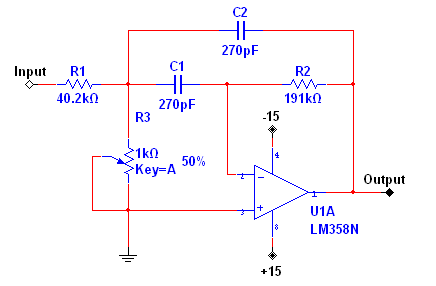 C2
270pF
Input
R1
40.2kΩ
C1
270pF
R2
191kΩ
R3
1kΩ
50%
Key=A
-15
4
2
−
1
Output
3
+
U1A
8
LM358N
+15